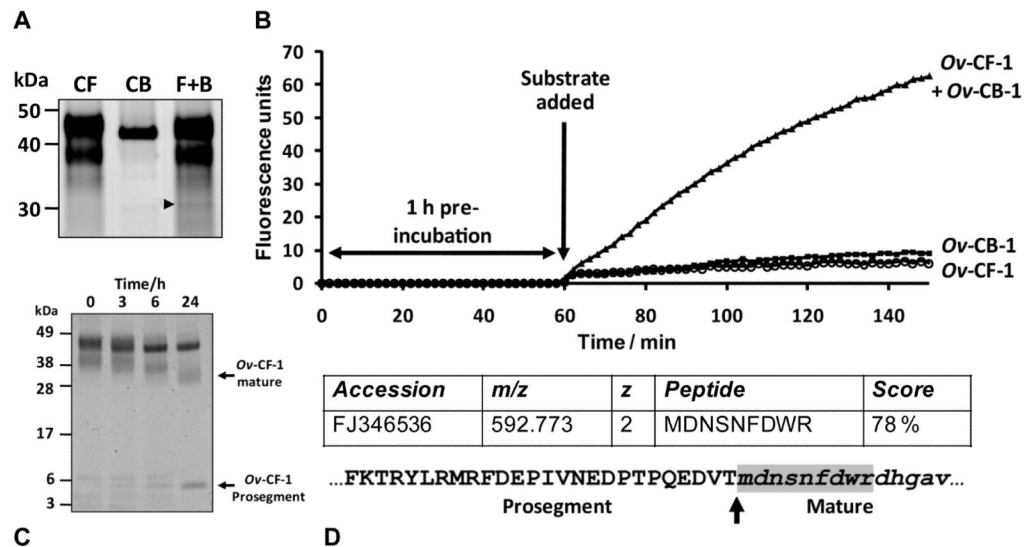 A
kDa CF CB F+B
50
40
30
B
Fluorescence units
70
60
50
40
30
20
10
0
Substrate
added
1 h pre-
incubation
Ov-CF-1
+ Ov-CB-1
Ov-CB-1
Ov-CF-1
0 20 40 60 80 100 120 140
Time / min
Time/h
kDa 0 3 6 24
49
38
28
17
6
3
Ov-CF-1
mature
Ov-CF-1
Prosegment
C
Accession m/z z Peptide Score
FJ346536 592.773 2 MDNSNFDWR 78 %
...FKTRYLRMRFDEPIVNEDPTPQEDVTmdnsnfdwrdhgav...
Prosegment Mature
D